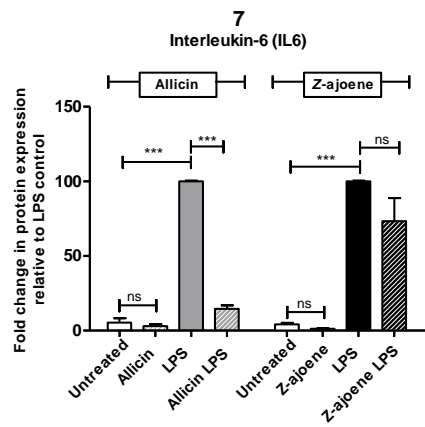 7
Interleukin-6 (IL6)
Allicin
Z-ajoene
Fold change in protein expression
relative to LPS control
150
100
50
0
***
***
ns
***
ns
ns
Untreated
Allicin
LPS
Allicin LPS
Untreated
Z-ajoene
LPS
Z-ajoene LPS